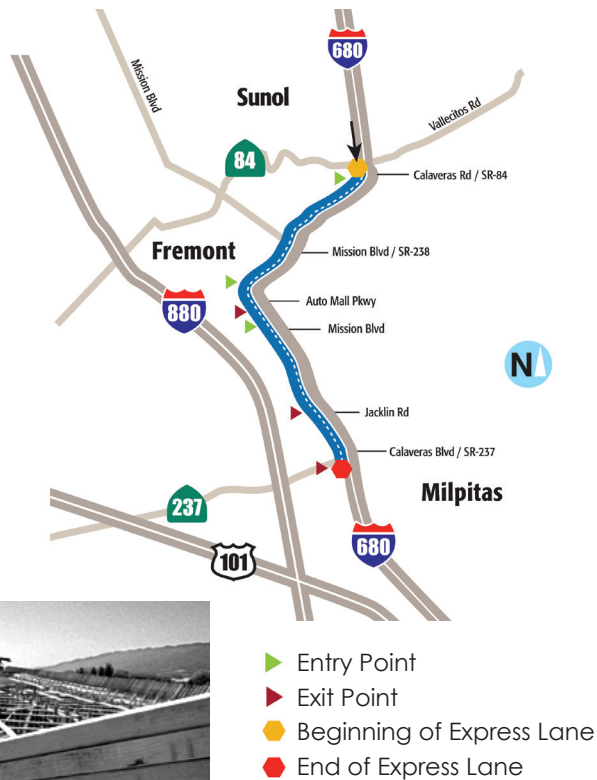 680
Mission Blvd
Sunol
Vallecitos Rd
84
Calaveras Rd / SR-84
Fremont
Mission Blvd / SR-238
880
Auto Mall Pkwy
Mission Blvd
N
Jacklin Rd
Calaveras Blvd / SR-237
Milpitas
237
101
680
Entry Point
Exit Point
Beginning of Express Lane
End of Express Lane